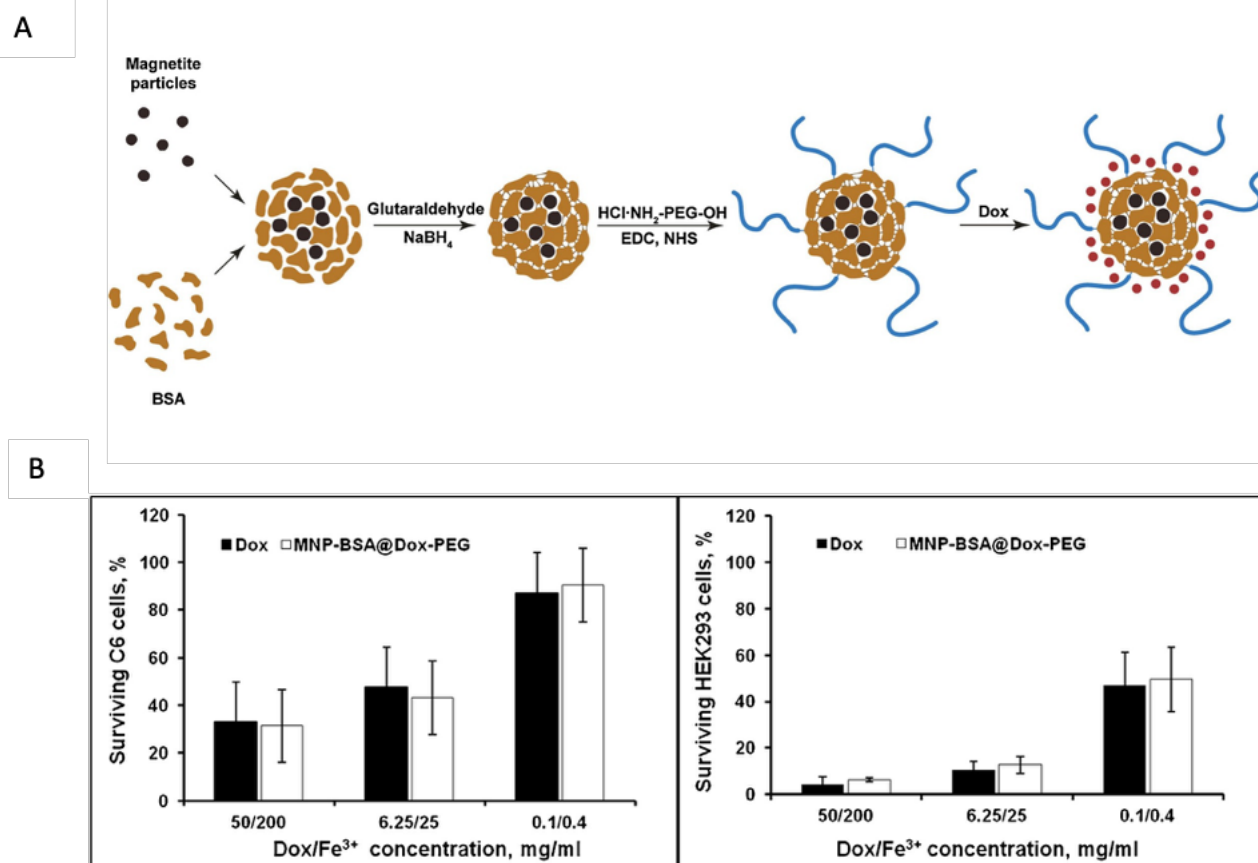 A
Magnetite
particles
BSA
Glutaraldehyde
NaBH₄
HCl·NH₂-PEG-OH
EDC, NHS
Dox
B
Surviving C6 cells, %
120
100
80
60
40
20
0
Dox
MNP-BSA@Dox-PEG
50/200
6.25/25
0.1/0.4
Dox/Fe³⁺ concentration, mg/ml
Surviving HEK293 cells, %
120
100
80
60
40
20
0
Dox
MNP-BSA@Dox-PEG
50/200
6.25/25
0.1/0.4
Dox/Fe³⁺ concentration, mg/ml